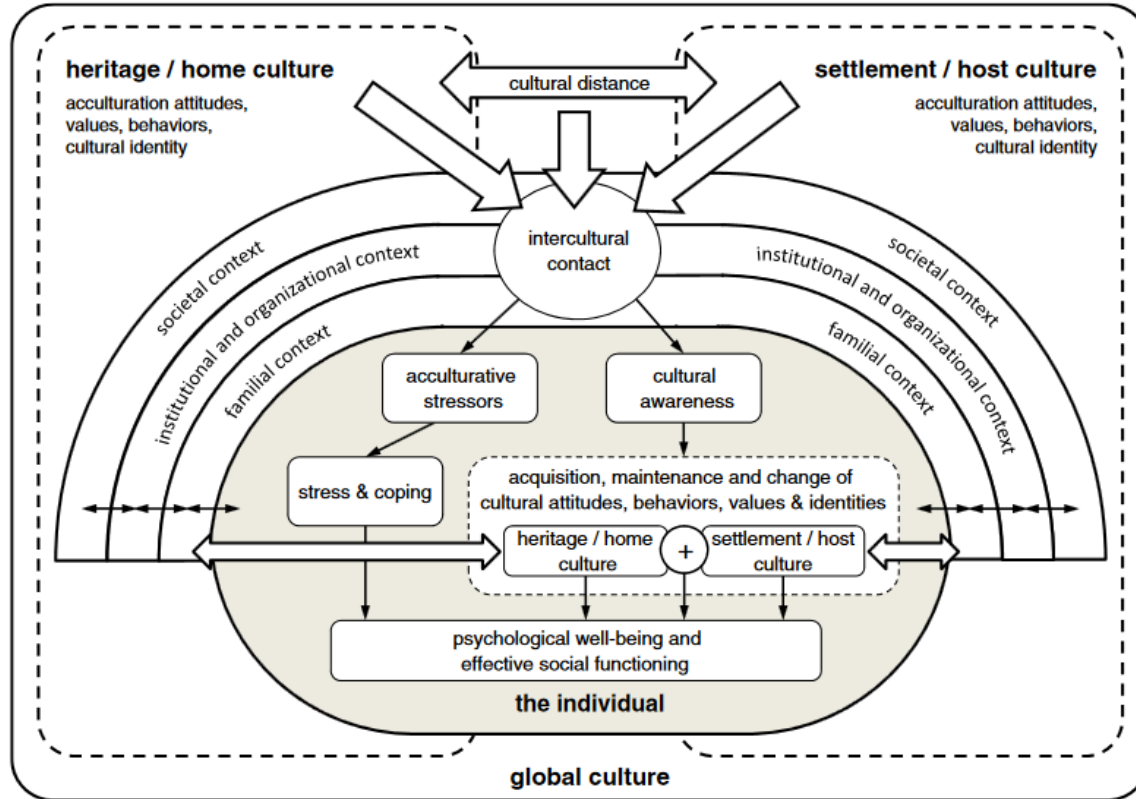 heritage / home culture
acculturation attitudes,
values, behaviors,
cultural identity
cultural distance
settlement / host culture
acculturation attitudes,
values, behaviors,
cultural identity
intercultural
contact
societal context
institutional and organizational context
familial context
societal context
institutional and organizational context
familial context
acculturative
stressors
cultural
awareness
stress & coping
acquisition, maintenance and change of
cultural attitudes, behaviors, values & identities
heritage / home
culture
+
settlement / host
culture
psychological well-being and
effective social functioning
the individual
global culture